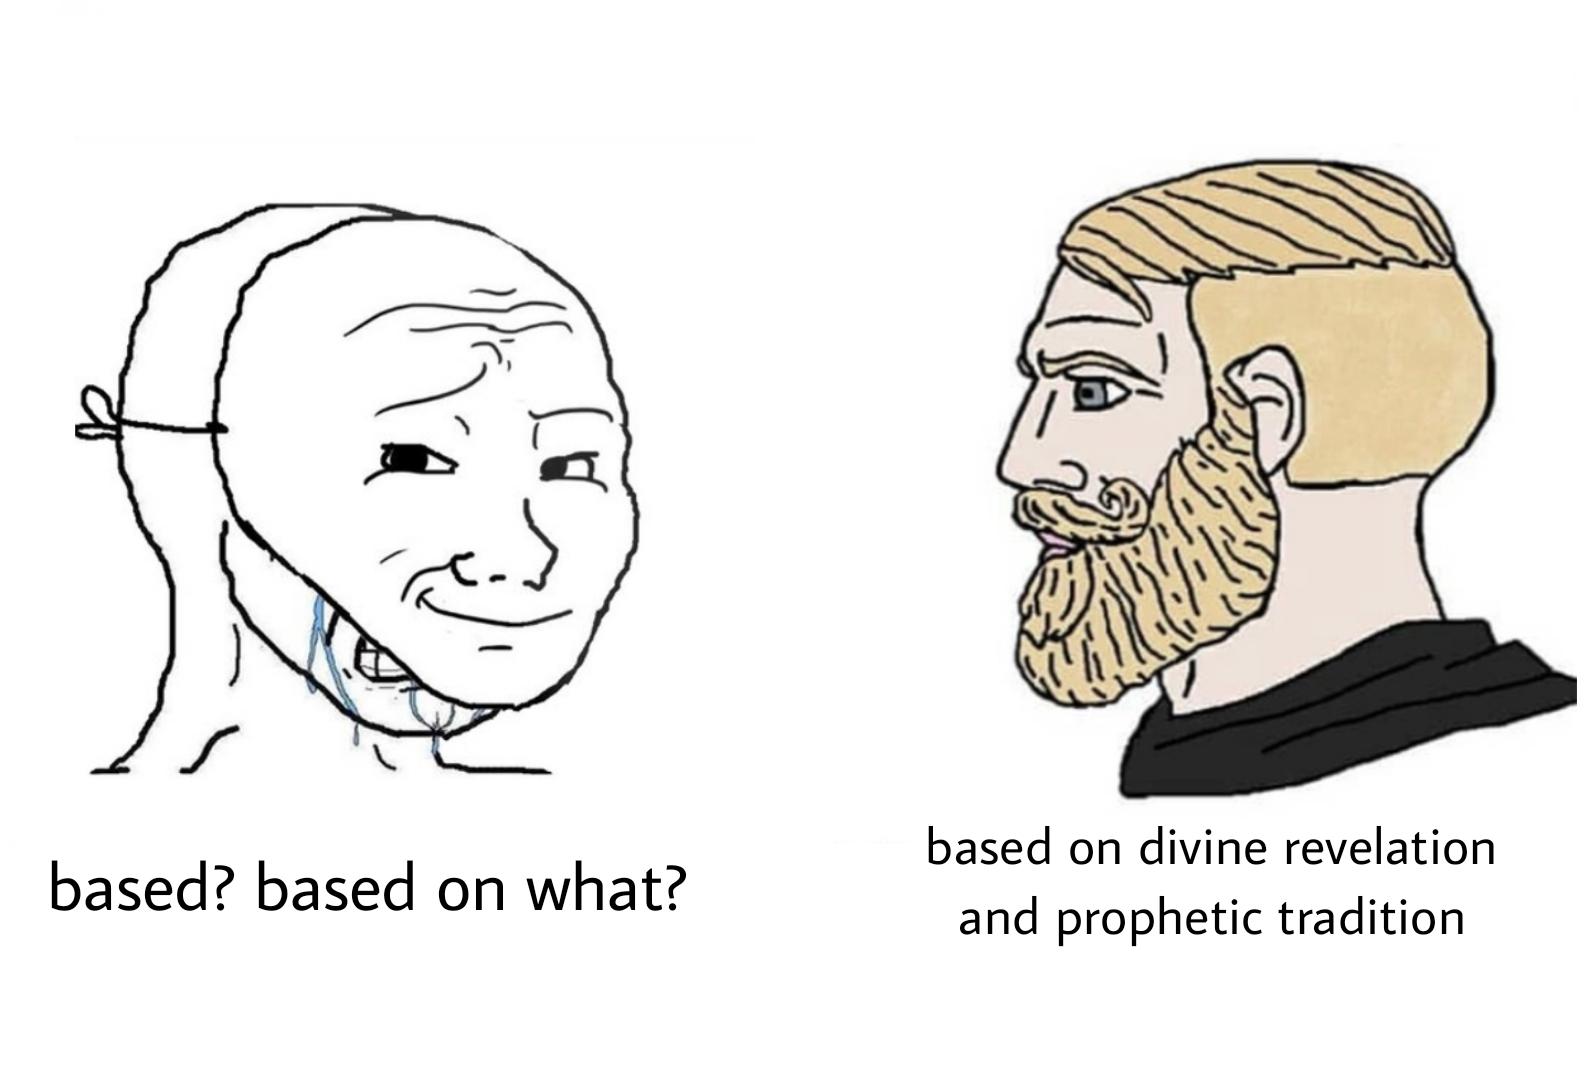 based? based on what?
based on divine revelation
and prophetic tradition